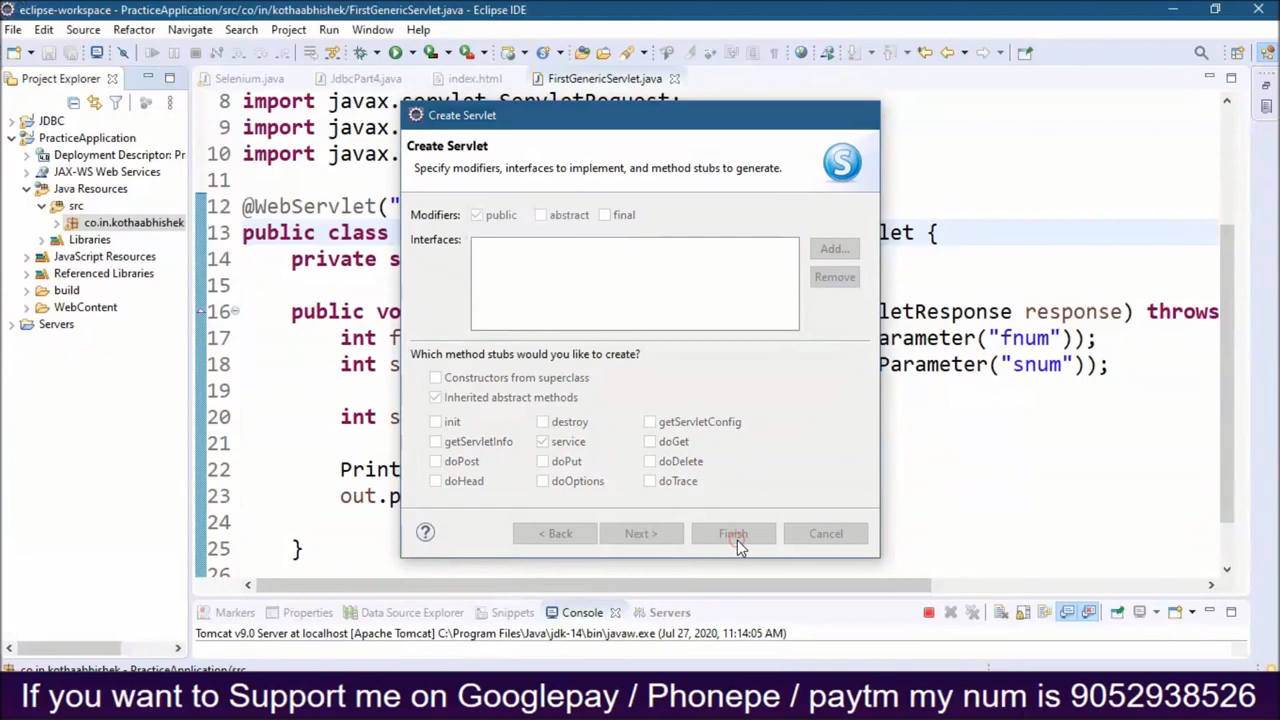 eclipse-workspace - PracticeApplication/src/co/in/kothaabhishek/FirstGenericServlet.java - Eclipse IDE
File Edit Source Refactor Navigate Search Project Run Window Help
Project Explorer
Selenium.java JdbcPart4.java index.html FirstGenericServlet.java
JDBC
PracticeApplication
Deployment Descriptor: Pr
JAX-WS Web Services
Java Resources
src
co.in.kothaabhishek
Libraries
JavaScript Resources
Referenced Libraries
build
WebContent
Servers
8 import javax.servlet.ServletRequest;
9 import javax.
10 import javax.
11
12 @WebServlet("
13 public class let {
14 private s
15
16 public vo letResponse response) throws
17 int f arameter("fnum"));
18 int s Parameter("snum"));
19
20 int s
21
22 Print
23 out.p
24
25 }
26
Create Servlet
Create Servlet
Specify modifiers, interfaces to implement, and method stubs to generate.
S
Modifiers: public abstract final
Interfaces:
Add...
Remove
Which method stubs would you like to create?
Constructors from superclass
Inherited abstract methods
init destroy getServletConfig
getServletInfo service doGet
doPost doPut doDelete
doHead doOptions doTrace
? < Back Next > Finish Cancel
Markers Properties Data Source Explorer Snippets Console Servers
Tomcat v9.0 Server at localhost [Apache Tomcat] C:\Program Files\Java\jdk-14\bin\javaw.exe (Jul 27, 2020, 11:14:05 AM)
co.in.kothaabhishek - PracticeApplication/src
If you want to Support me on Googlepay / Phonepe / paytm my num is 9052938526